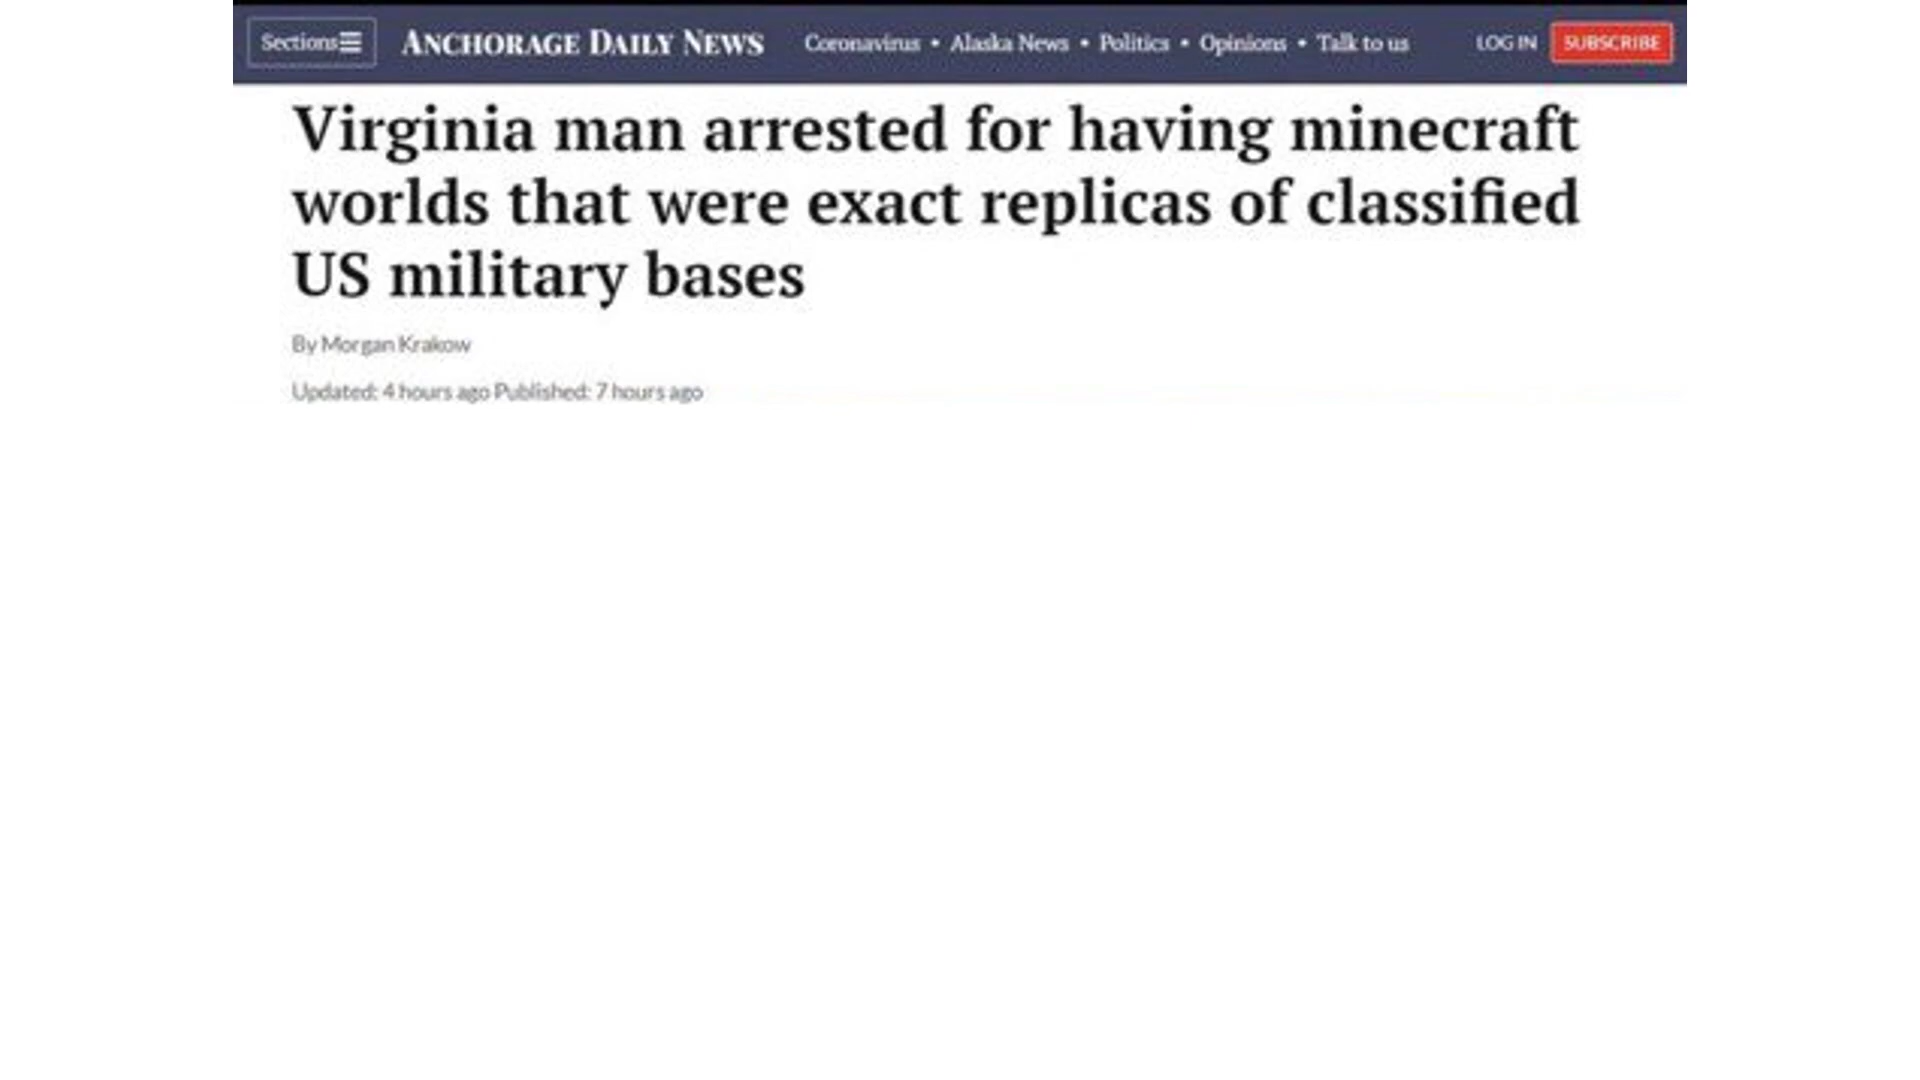 Sections ANCHORAGE DAILY NEWS Coronavirus • Alaska News • Politics • Opinions • Talk to us LOG IN SUBSCRIBE
Virginia man arrested for having minecraft
worlds that were exact replicas of classified
US military bases
By Morgan Krakow
Updated: 4 hours ago Published: 7 hours ago